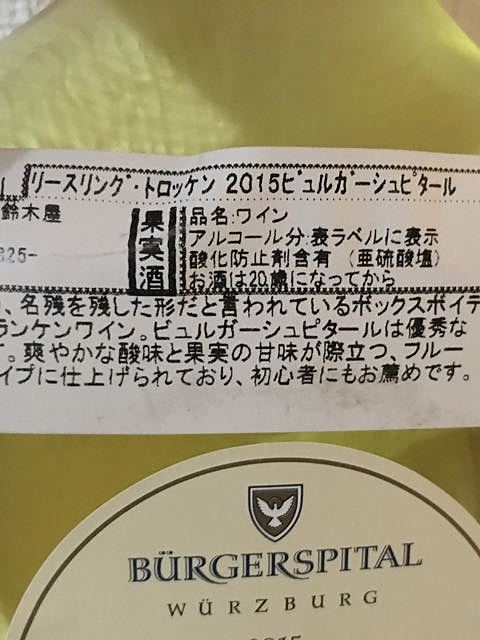 リースリング・トロッケン 2015ビュルガーシュピタール
鈴木屋
825-
果実酒
品名:ワイン
アルコール分:表ラベルに表示
酸化防止剤含有 (亜硫酸塩)
お酒は20歳になってから
、名残を残した形だと言われているボックスボイテ
ランケンワイン。ビュルガーシュピタールは優秀な
す。爽やかな酸味と果実の甘味が際立つ、フルー
イプに仕上げられており、初心者にもお薦めです。
BÜRGERSPITAL
WÜRZBURG